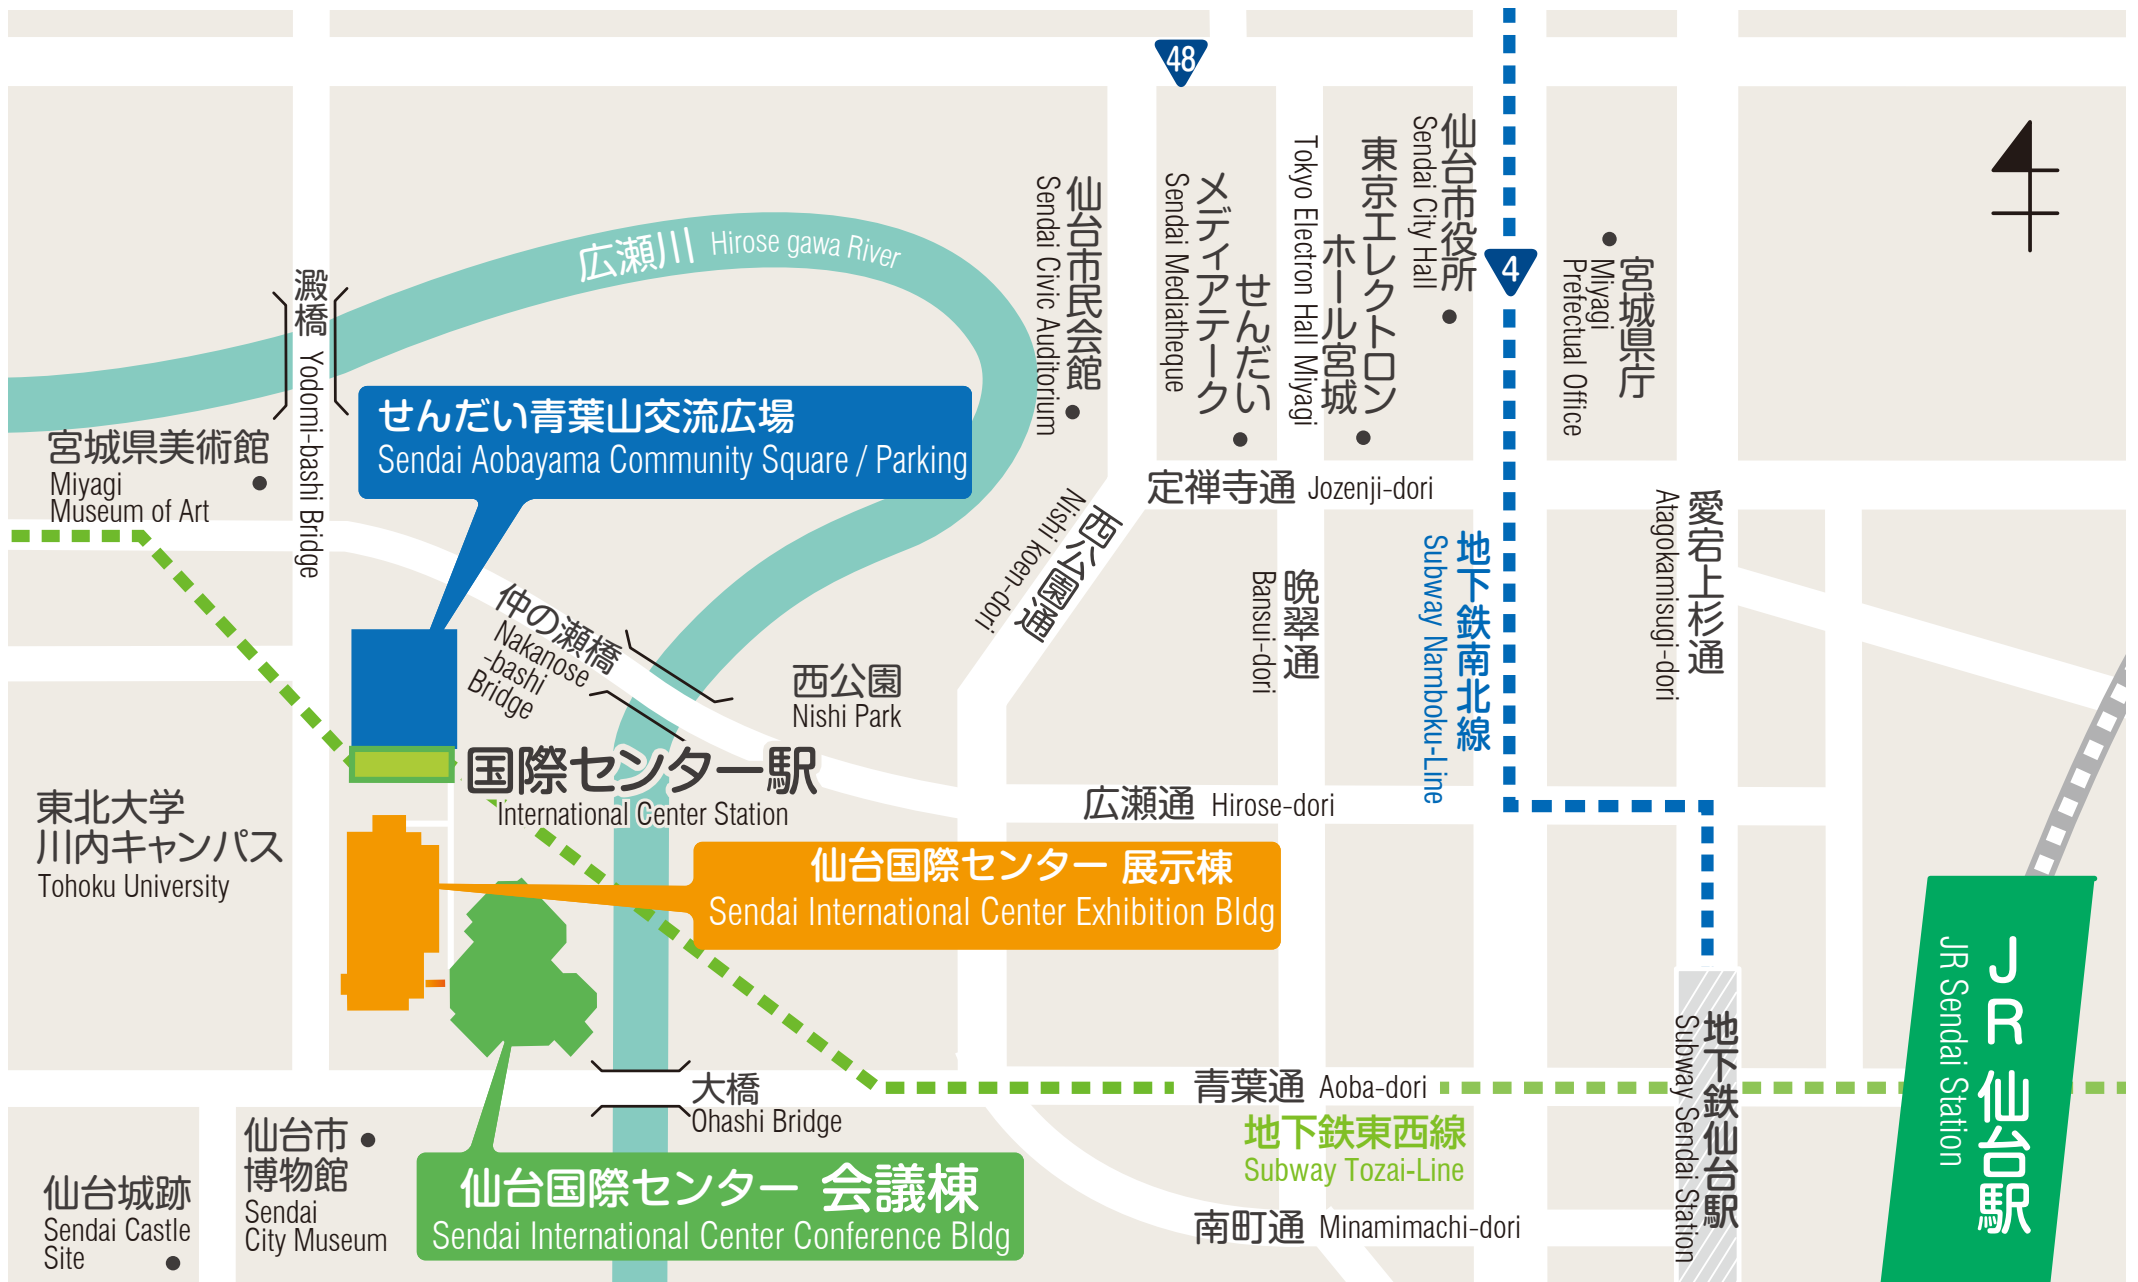 48
仙台市役所
Sendai City Hall
東京エレクトロン
ホール宮城
Tokyo Electron Hall Miyagi
せんだい
メディアテーク
Sendai Mediatheque
仙台市民会館
Sendai Civic Auditorium
4
宮城県庁
Miyagi
Prefectual Office
広瀬川 Hirose gawa River
澱橋 Yodomi-bashi Bridge
せんだい青葉山交流広場
Sendai Aobayama Community Square / Parking
宮城県美術館
Miyagi
Museum of Art
定禅寺通 Jozenji-dori
西公園通
Nishi koen-dori
晩翠通
Bansui-dori
地下鉄南北線
Subway Namboku-Line
愛宕上杉通
Atagokamisugi-dori
仲の瀬橋
Nakanose
-bashi
Bridge
西公園
Nishi Park
国際センター駅
International Center Station
広瀬通 Hirose-dori
東北大学
川内キャンパス
Tohoku University
仙台国際センター 展示棟
Sendai International Center Exhibition Bldg
JR 仙台駅
JR Sendai Station
地下鉄仙台駅
Subway Sendai Station
大橋
Ohashi Bridge
青葉通 Aoba-dori
地下鉄東西線
Subway Tozai-Line
仙台市
博物館
Sendai
City Museum
仙台城跡
Sendai Castle
Site
仙台国際センター 会議棟
Sendai International Center Conference Bldg
南町通 Minamimachi-dori